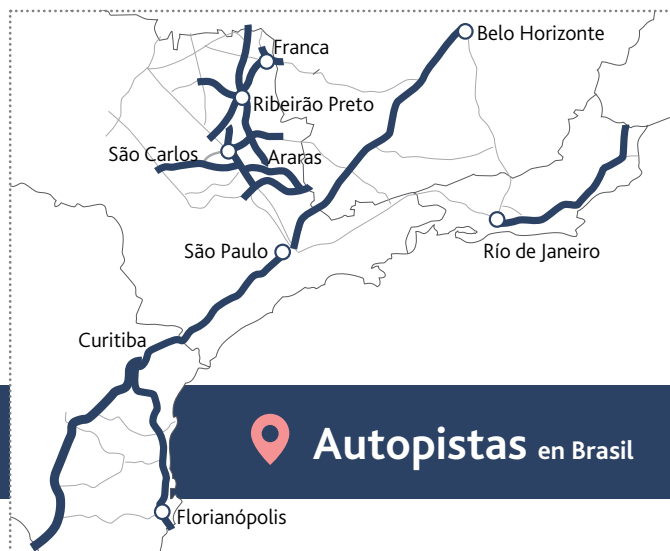 Belo Horizonte
Franca
Ribeirão Preto
São Carlos
Araras
São Paulo
Río de Janeiro
Curitiba
Autopistas en Brasil
Florianópolis